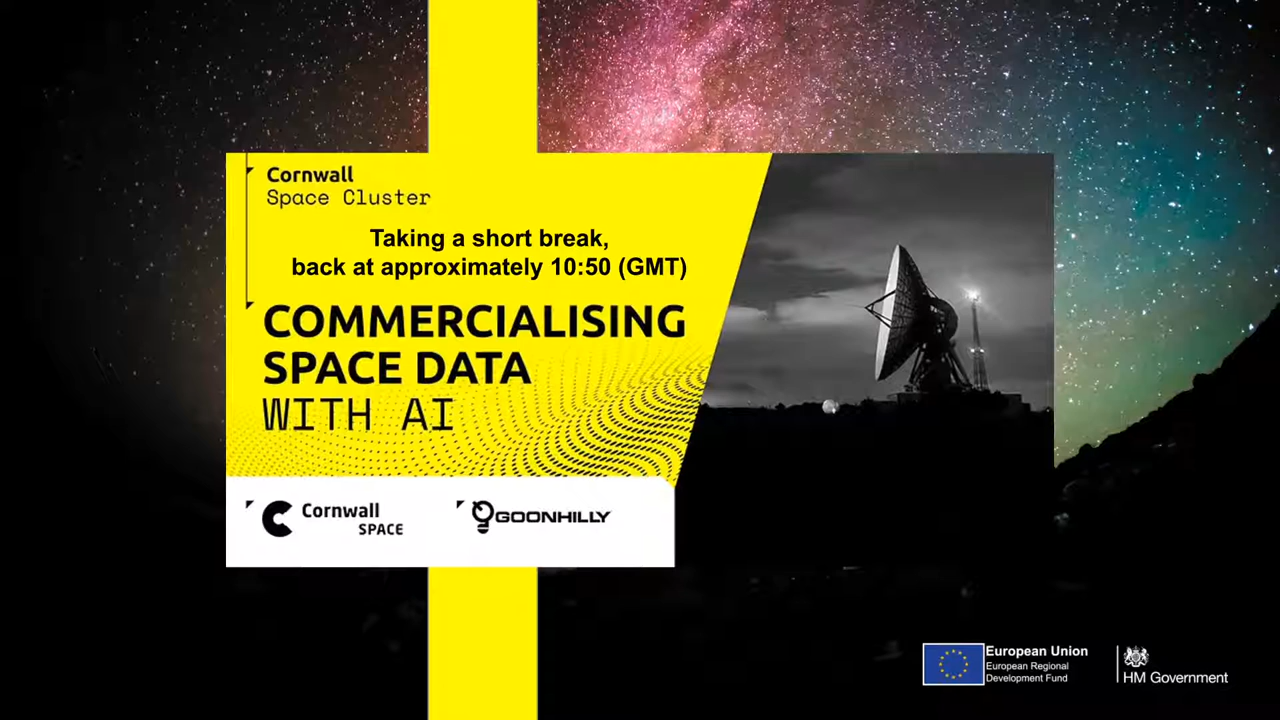 Cornwall
Space Cluster
Taking a short break,
back at approximately 10:50 (GMT)
COMMERCIALISING
SPACE DATA
WITH AI
Cornwall
SPACE
GOONHILLY
European Union
European Regional
Development Fund
HM Government